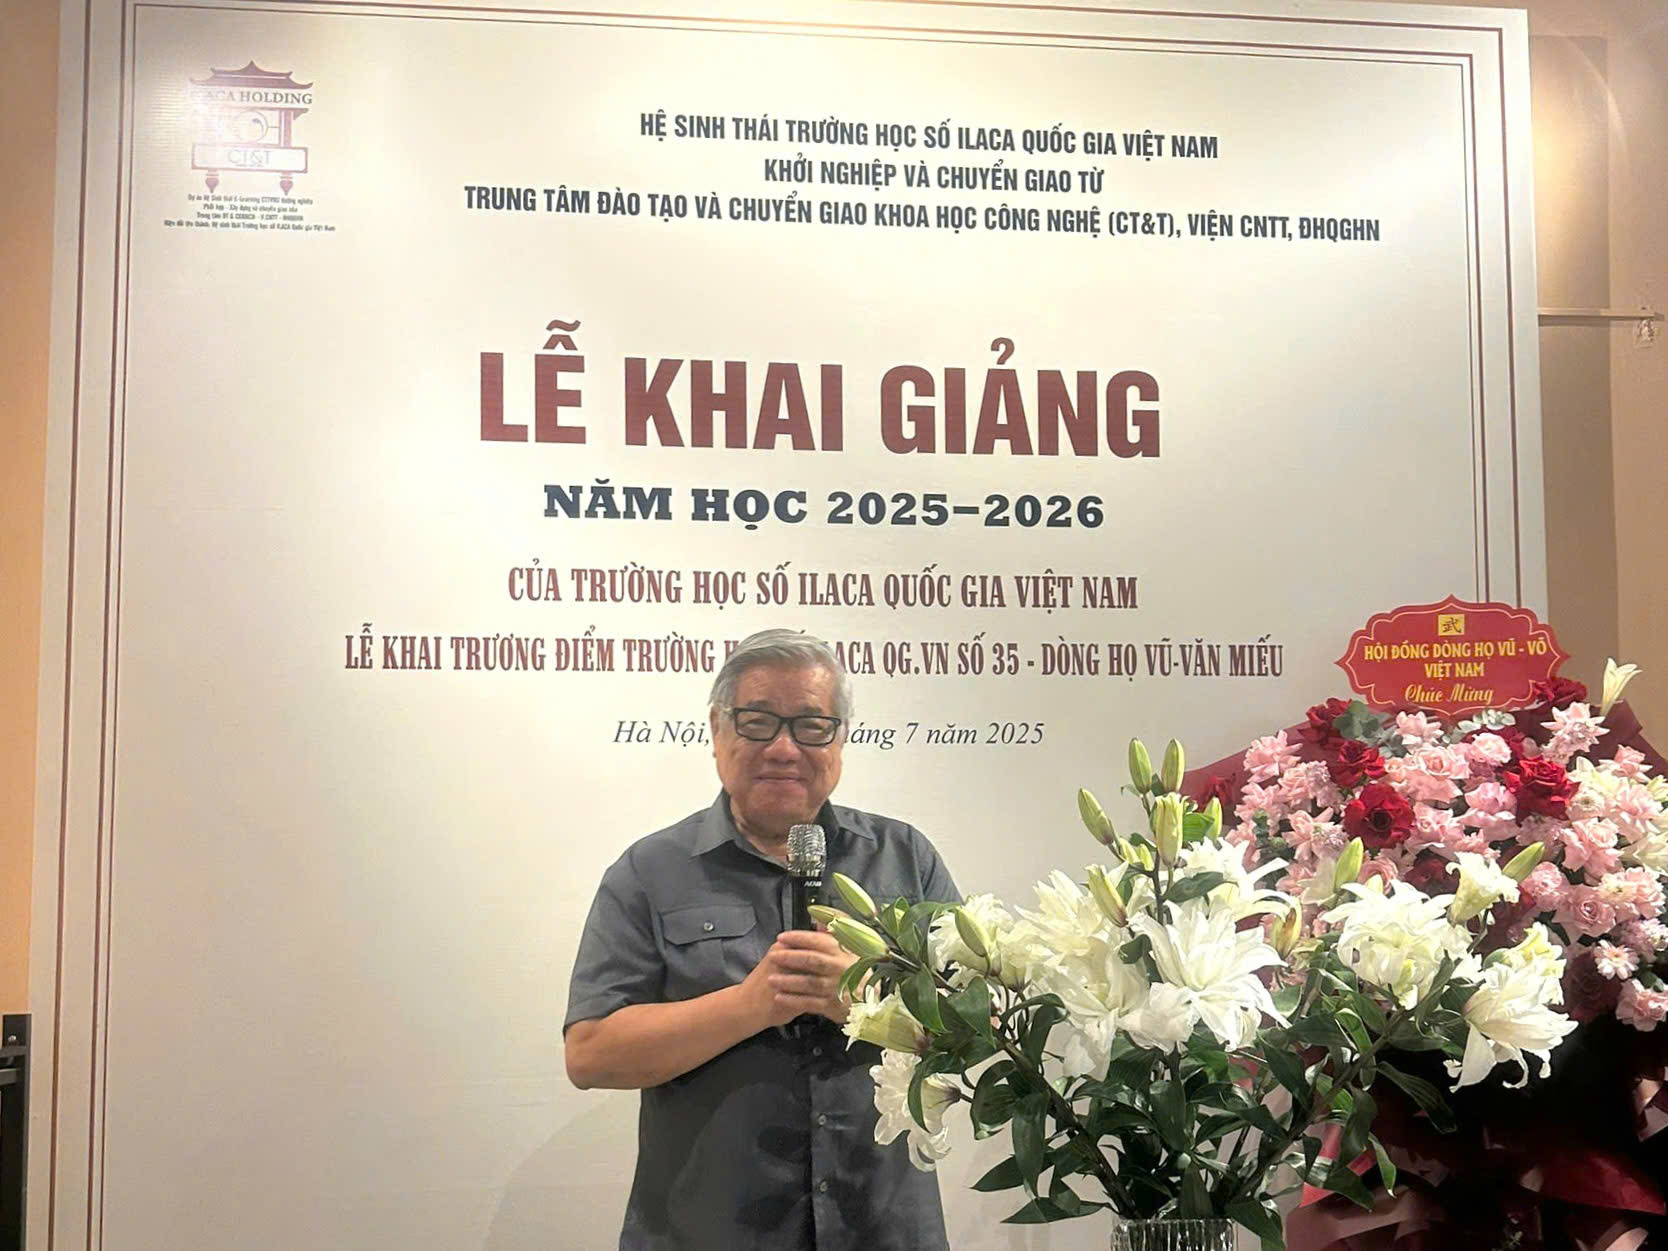 ILACA HOLDING
CT&T
HỆ SINH THÁI TRƯỜNG HỌC SỐ ILACA QUỐC GIA VIỆT NAM
KHỞI NGHIỆP VÀ CHUYỂN GIAO TỪ
TRUNG TÂM ĐÀO TẠO VÀ CHUYỂN GIAO KHOA HỌC CÔNG NGHỆ (CT&T), VIỆN CNTT, ĐHQGHN
LỄ KHAI GIẢNG
NĂM HỌC 2025-2026
CỦA TRƯỜNG HỌC SỐ ILACA QUỐC GIA VIỆT NAM
LỄ KHAI TRƯƠNG ĐIỂM TRƯỜNG ACA QG.VN SỐ 35 - DÒNG HỌ VŨ-VĂN MIẾU
Hà Nội, áng 7 năm 2025
武
HỘI ĐỒNG DÒNG HỌ VŨ - VÕ
VIỆT NAM
Chúc Mừng